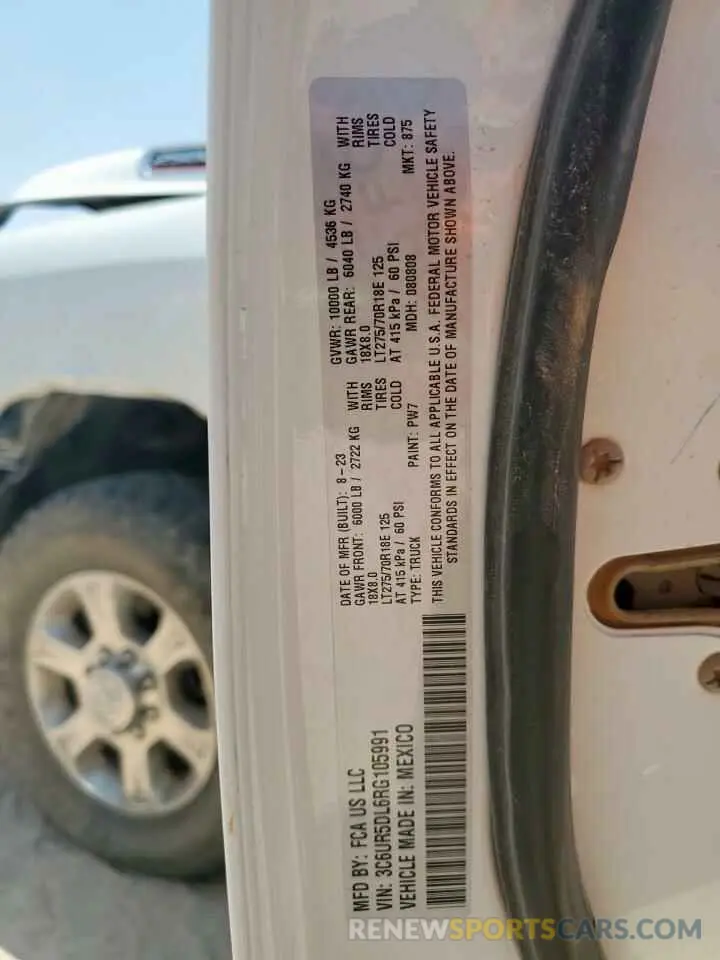 MFD BY: FCA US LLC
DATE OF MFR (BUILT): 8-23
GVWR: 10000 LB / 4536 KG
GAWR FRONT: 6000 LB / 2722 KG WITH
GAWR REAR: 6040 LB / 2740 KG WITH
18X8.0 RIMS
18X8.0 RIMS
LT275/70R18E 125 TIRES
LT275/70R18E 125 TIRES
AT 415 kPa / 60 PSI COLD
AT 415 kPa / 60 PSI COLD
VIN: 3C6UR5DL6RG105991
TYPE: TRUCK
PAINT: PW7
MDH: 080808
MKT: 875
VEHICLE MADE IN: MEXICO
THIS VEHICLE CONFORMS TO ALL APPLICABLE U.S.A. FEDERAL MOTOR VEHICLE SAFETY
STANDARDS IN EFFECT ON THE DATE OF MANUFACTURE SHOWN ABOVE.
RENEWSPORTSCARS.COM